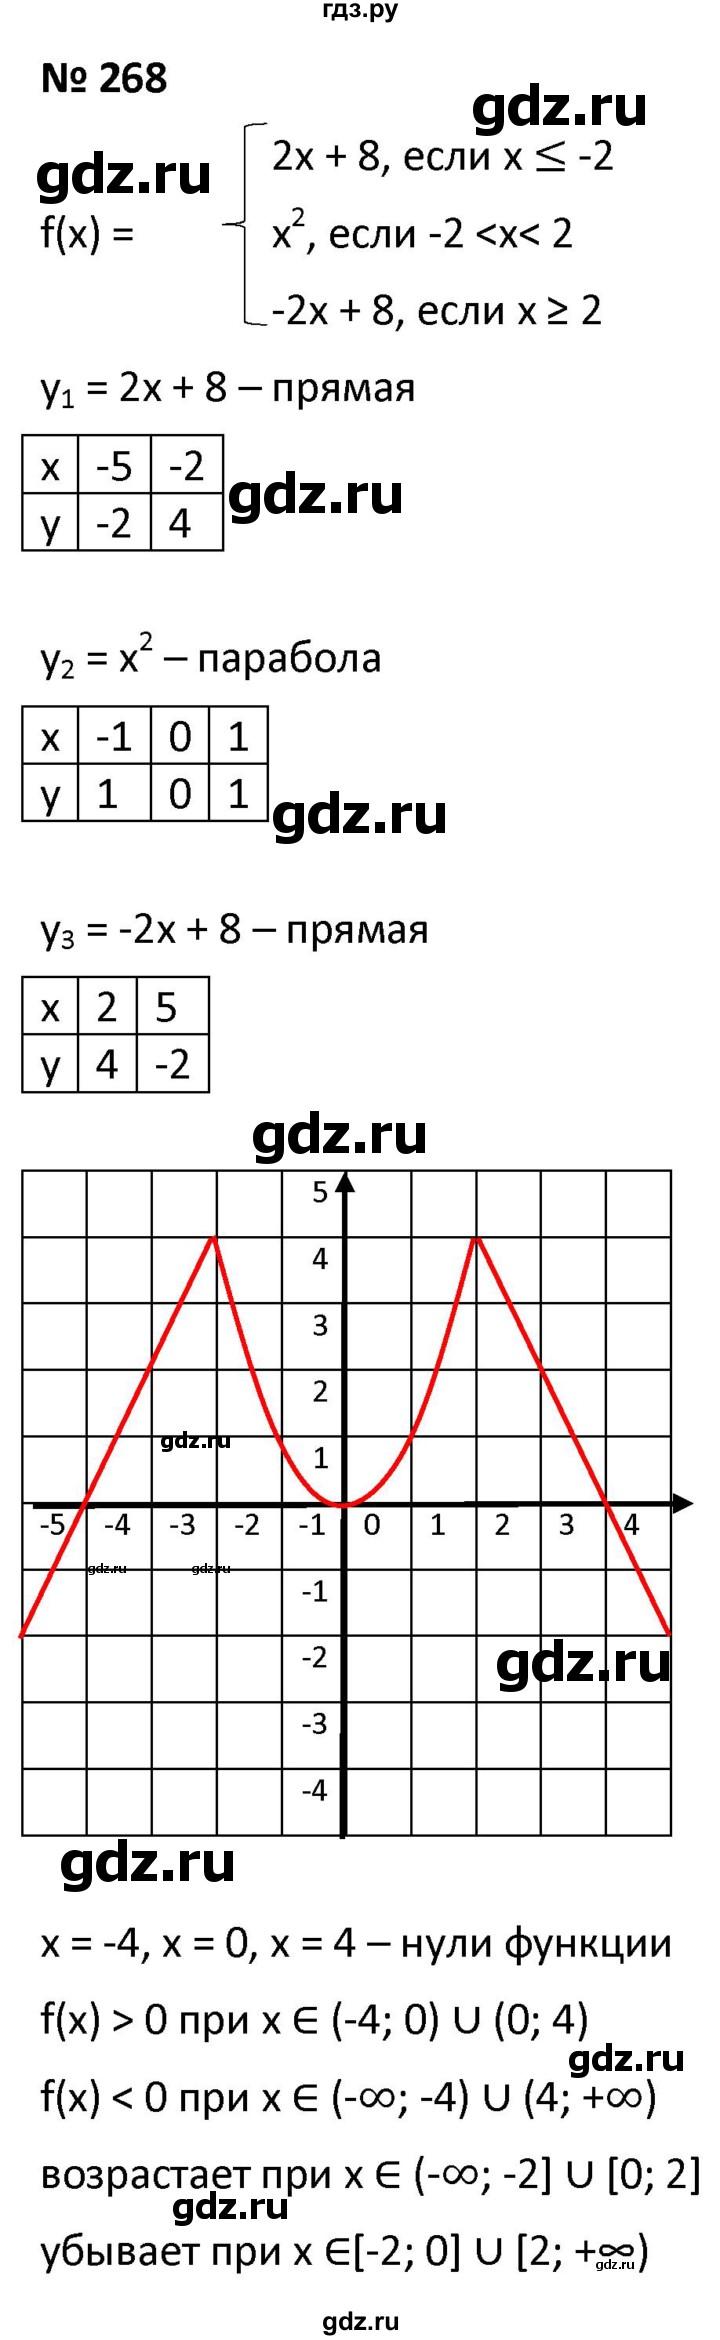 гдз.ру
№ 268
gdz.ru
2x + 8, если x ≤ -2
gdz.ru
f(x) =
x², если -2 <x< 2
-2x + 8, если x ≥ 2
y₁ = 2x + 8 – прямая
x -5 -2
gdz.ru
y -2 4
y₂ = x² – парабола
x -1 0 1
y 1 0 1
gdz.ru
y₃ = -2x + 8 – прямая
x 2 5
y 4 -2
gdz.ru
5
4
3
2
gdz.ru
1
-5 -4 -3 -2 -1 0 1 2 3 4
gdz.ru gdz.ru
-1
-2
gdz.ru
-3
-4
gdz.ru
x = -4, x = 0, x = 4 – нули функции
f(x) > 0 при x ∈ (-4; 0) ∪ (0; 4)
gdz.ru
f(x) < 0 при x ∈ (-∞; -4) ∪ (4; +∞)
возрастает при x ∈ (-∞; -2] ∪ [0; 2]
gdz.ru
убывает при x ∈[-2; 0] ∪ [2; +∞)
gdz.ru
gdz.ru